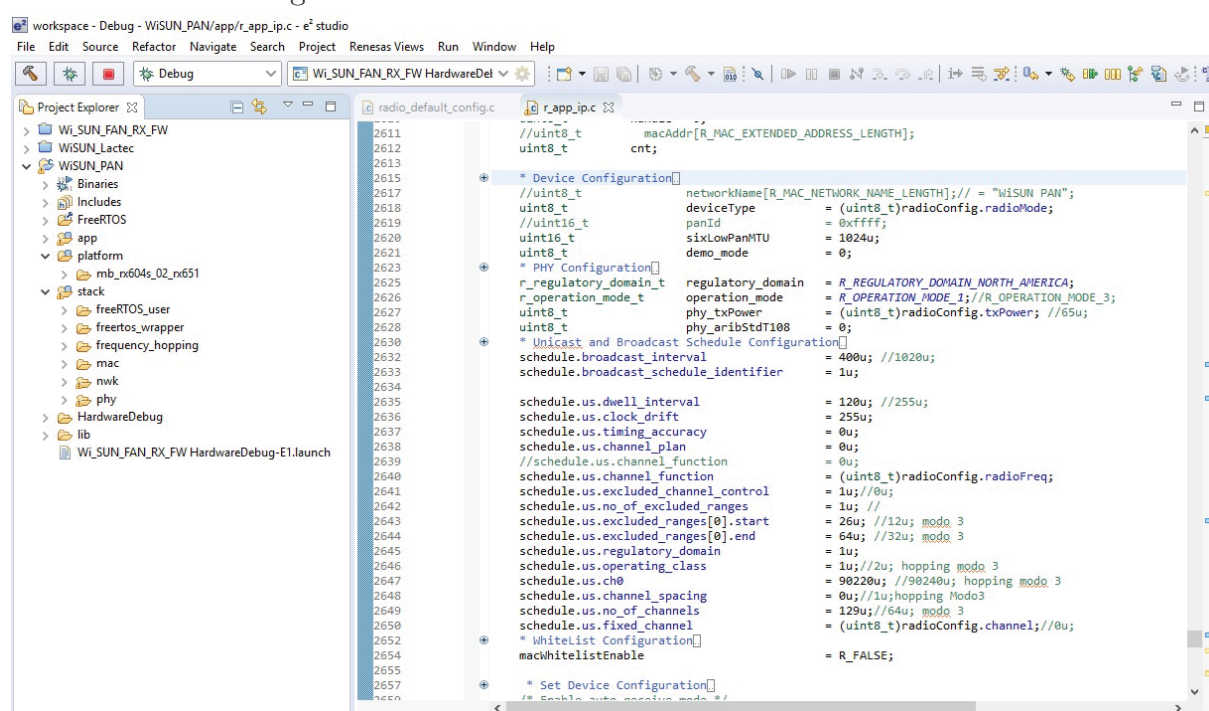 workspace - Debug - WiSUN_PAN/app/r_app_ip.c - e² studio
File Edit Source Refactor Navigate Search Project Renesas Views Run Window Help
Debug
Wi_SUN_FAN_RX_FW HardwareDel
Project Explorer
Wi_SUN_FAN_RX_FW
WiSUN_Lactec
WiSUN_PAN
Binaries
Includes
FreeRTOS
app
platform
mb_rx604s_02_rx651
stack
freeRTOS_user
freertos_wrapper
frequency_hopping
mac
nwk
phy
HardwareDebug
lib
Wi_SUN_FAN_RX_FW HardwareDebug-E1.launch
radio_default_config.c
r_app_ip.c
2611 //uint8_t macAddr[R_MAC_EXTENDED_ADDRESS_LENGTH];
2612 uint8_t cnt;
2613
2615 * Device Configuration
2617 //uint8_t networkName[R_MAC_NETWORK_NAME_LENGTH];// = "WiSUN PAN";
2618 uint8_t deviceType = (uint8_t)radioConfig.radioMode;
2619 //uint16_t panId = 0xffff;
2620 uint16_t sixLowPanMTU = 1024u;
2621 uint8_t demo_mode = 0;
2623 * PHY Configuration
2625 r_regulatory_domain_t regulatory_domain = R_REGULATORY_DOMAIN_NORTH_AMERICA;
2626 r_operation_mode_t operation_mode = R_OPERATION_MODE_1;//R_OPERATION_MODE_3;
2627 uint8_t phy_txPower = (uint8_t)radioConfig.txPower; //65u;
2628 uint8_t phy_aribStdT108 = 0;
2630 * Unicast and Broadcast Schedule Configuration
2632 schedule.broadcast_interval = 400u; //1020u;
2633 schedule.broadcast_schedule_identifier = 1u;
2634
2635 schedule.us.dwell_interval = 120u; //255u;
2636 schedule.us.clock_drift = 255u;
2637 schedule.us.timing_accuracy = 0u;
2638 schedule.us.channel_plan = 0u;
2639 //schedule.us.channel_function = 0u;
2640 schedule.us.channel_function = (uint8_t)radioConfig.radioFreq;
2641 schedule.us.excluded_channel_control = 1u;//0u;
2642 schedule.us.no_of_excluded_ranges = 1u; //
2643 schedule.us.excluded_ranges[0].start = 26u; //12u; modo 3
2644 schedule.us.excluded_ranges[0].end = 64u; //32u; modo 3
2645 schedule.us.regulatory_domain = 1u;
2646 schedule.us.operating_class = 1u;//2u; hopping modo 3
2647 schedule.us.ch0 = 90220u; //90240u; hopping modo 3
2648 schedule.us.channel_spacing = 0u;//1u;hopping Modo3
2649 schedule.us.no_of_channels = 129u;//64u; modo 3
2650 schedule.us.fixed_channel = (uint8_t)radioConfig.channel;//0u;
2652 * WhiteList Configuration
2654 macWhitelistEnable = R_FALSE;
2655
2657 * Set Device Configuration